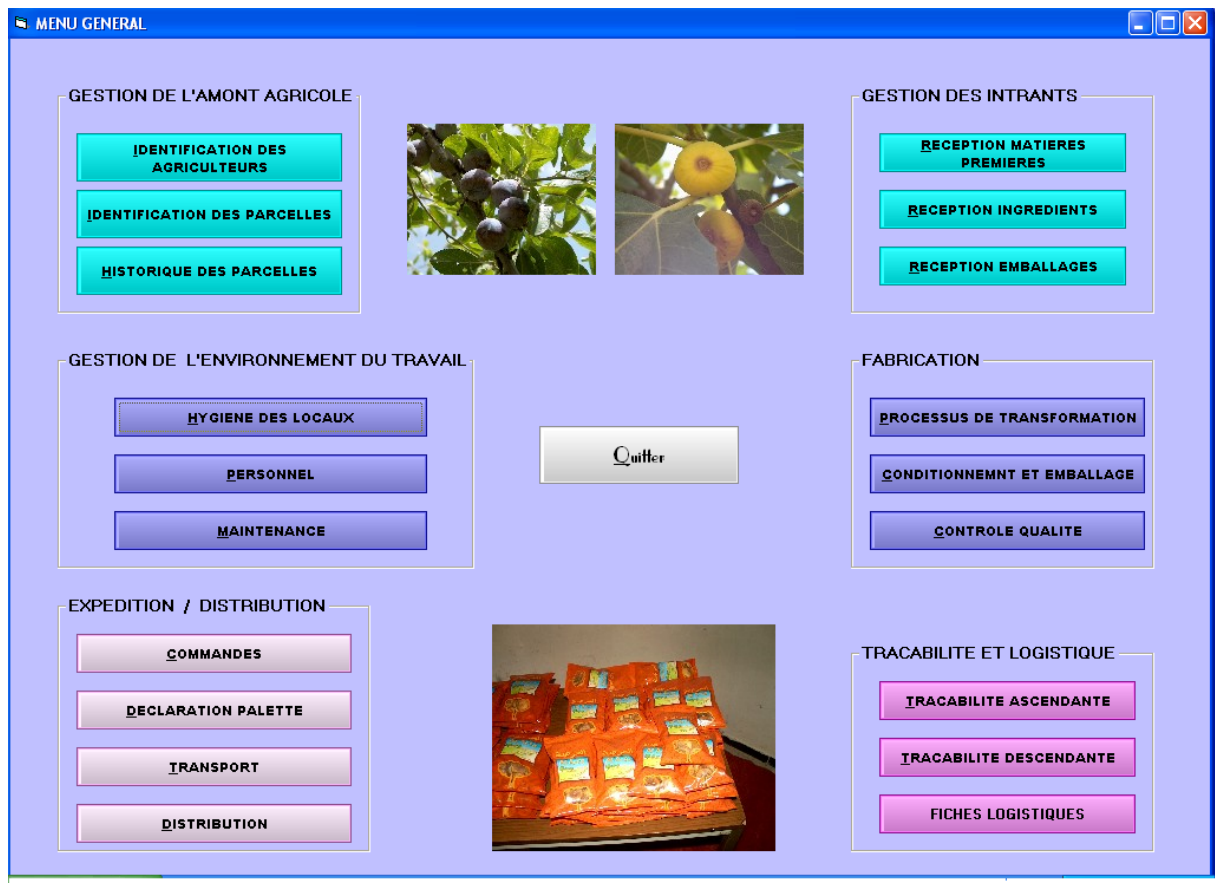 MENU GENERAL
GESTION DE L'AMONT AGRICOLE
IDENTIFICATION DES
AGRICULTEURS
IDENTIFICATION DES PARCELLES
HISTORIQUE DES PARCELLES
GESTION DES INTRANTS
RECEPTION MATIERES
PREMIERES
RECEPTION INGREDIENTS
RECEPTION EMBALLAGES
GESTION DE L'ENVIRONNEMENT DU TRAVAIL
HYGIENE DES LOCAUX
PERSONNEL
MAINTENANCE
Quitter
FABRICATION
PROCESSUS DE TRANSFORMATION
CONDITIONNEMNT ET EMBALLAGE
CONTROLE QUALITE
EXPEDITION / DISTRIBUTION
COMMANDES
DECLARATION PALETTE
TRANSPORT
DISTRIBUTION
TRACABILITE ET LOGISTIQUE
TRACABILITE ASCENDANTE
TRACABILITE DESCENDANTE
FICHES LOGISTIQUES